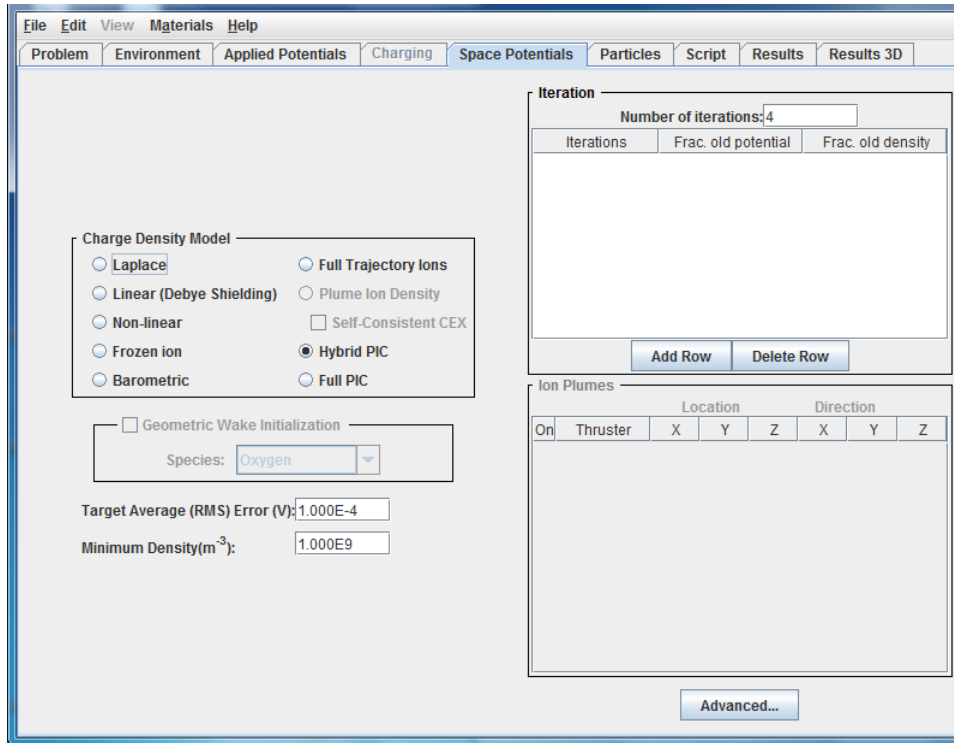 File Edit View Materials Help
Problem Environment Applied Potentials Charging Space Potentials Particles Script Results Results 3D
Iteration
Number of iterations: 4
Iterations Frac. old potential Frac. old density
Add Row Delete Row
Charge Density Model
Laplace Full Trajectory Ions
Linear (Debye Shielding) Plume Ion Density
Non-linear Self-Consistent CEX
Frozen ion Hybrid PIC
Barometric Full PIC
Geometric Wake Initialization
Species: Oxygen
Target Average (RMS) Error (V): 1.000E-4
Minimum Density(m⁻³): 1.000E9
Ion Plumes
Location Direction
On Thruster X Y Z X Y Z
Advanced...